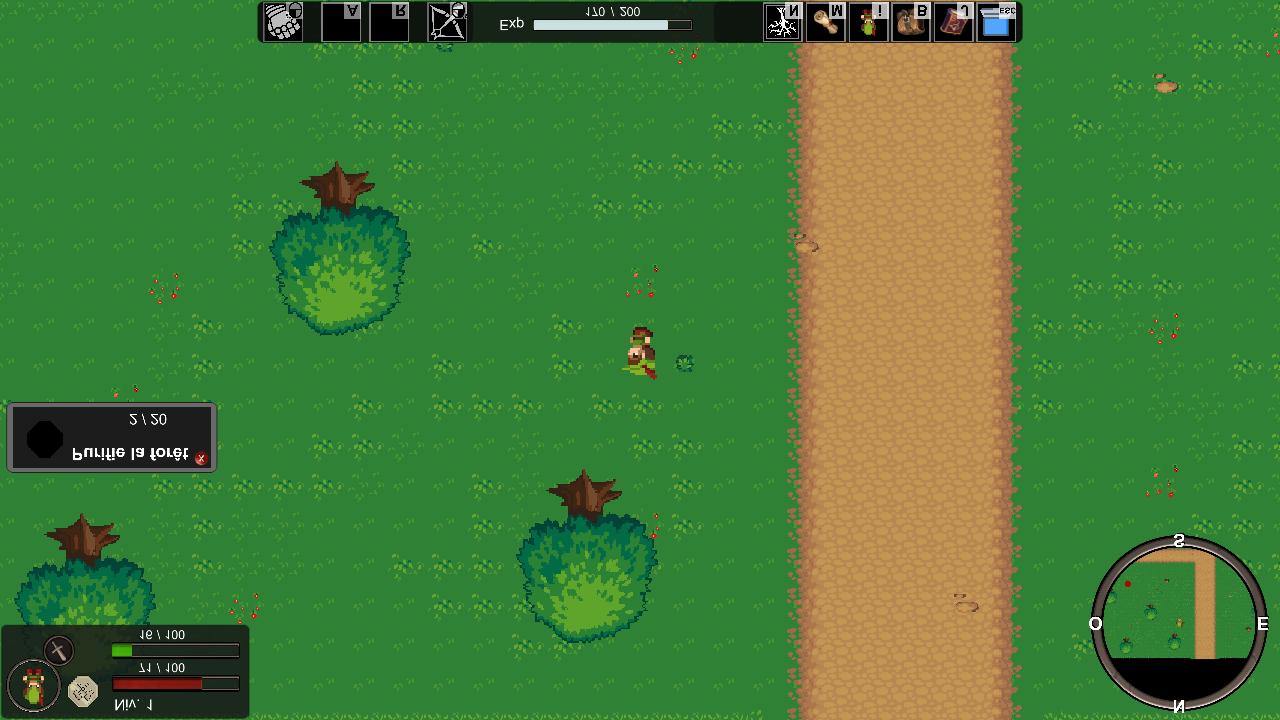 Niv. 1
71 / 100
16 / 100
N
O E
S
Purifie la forêt
x
2 / 20
A R
Exp 170 / 200
N M i B J ESC